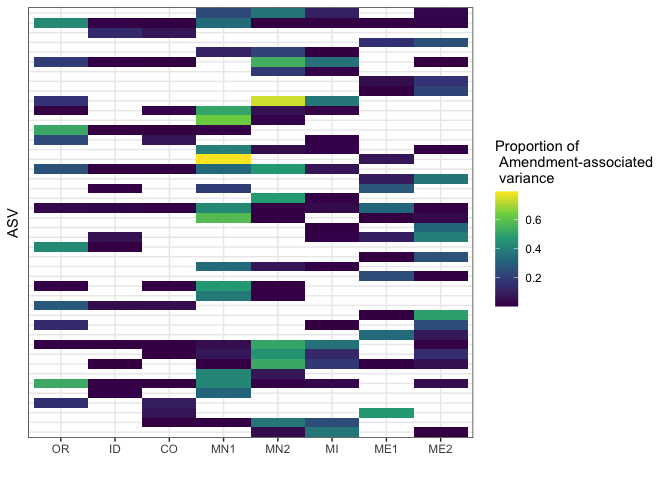 ASV
OR ID CO MN1 MN2 MI ME1 ME2
Proportion of
Amendment-associated
variance
0.6
0.4
0.2